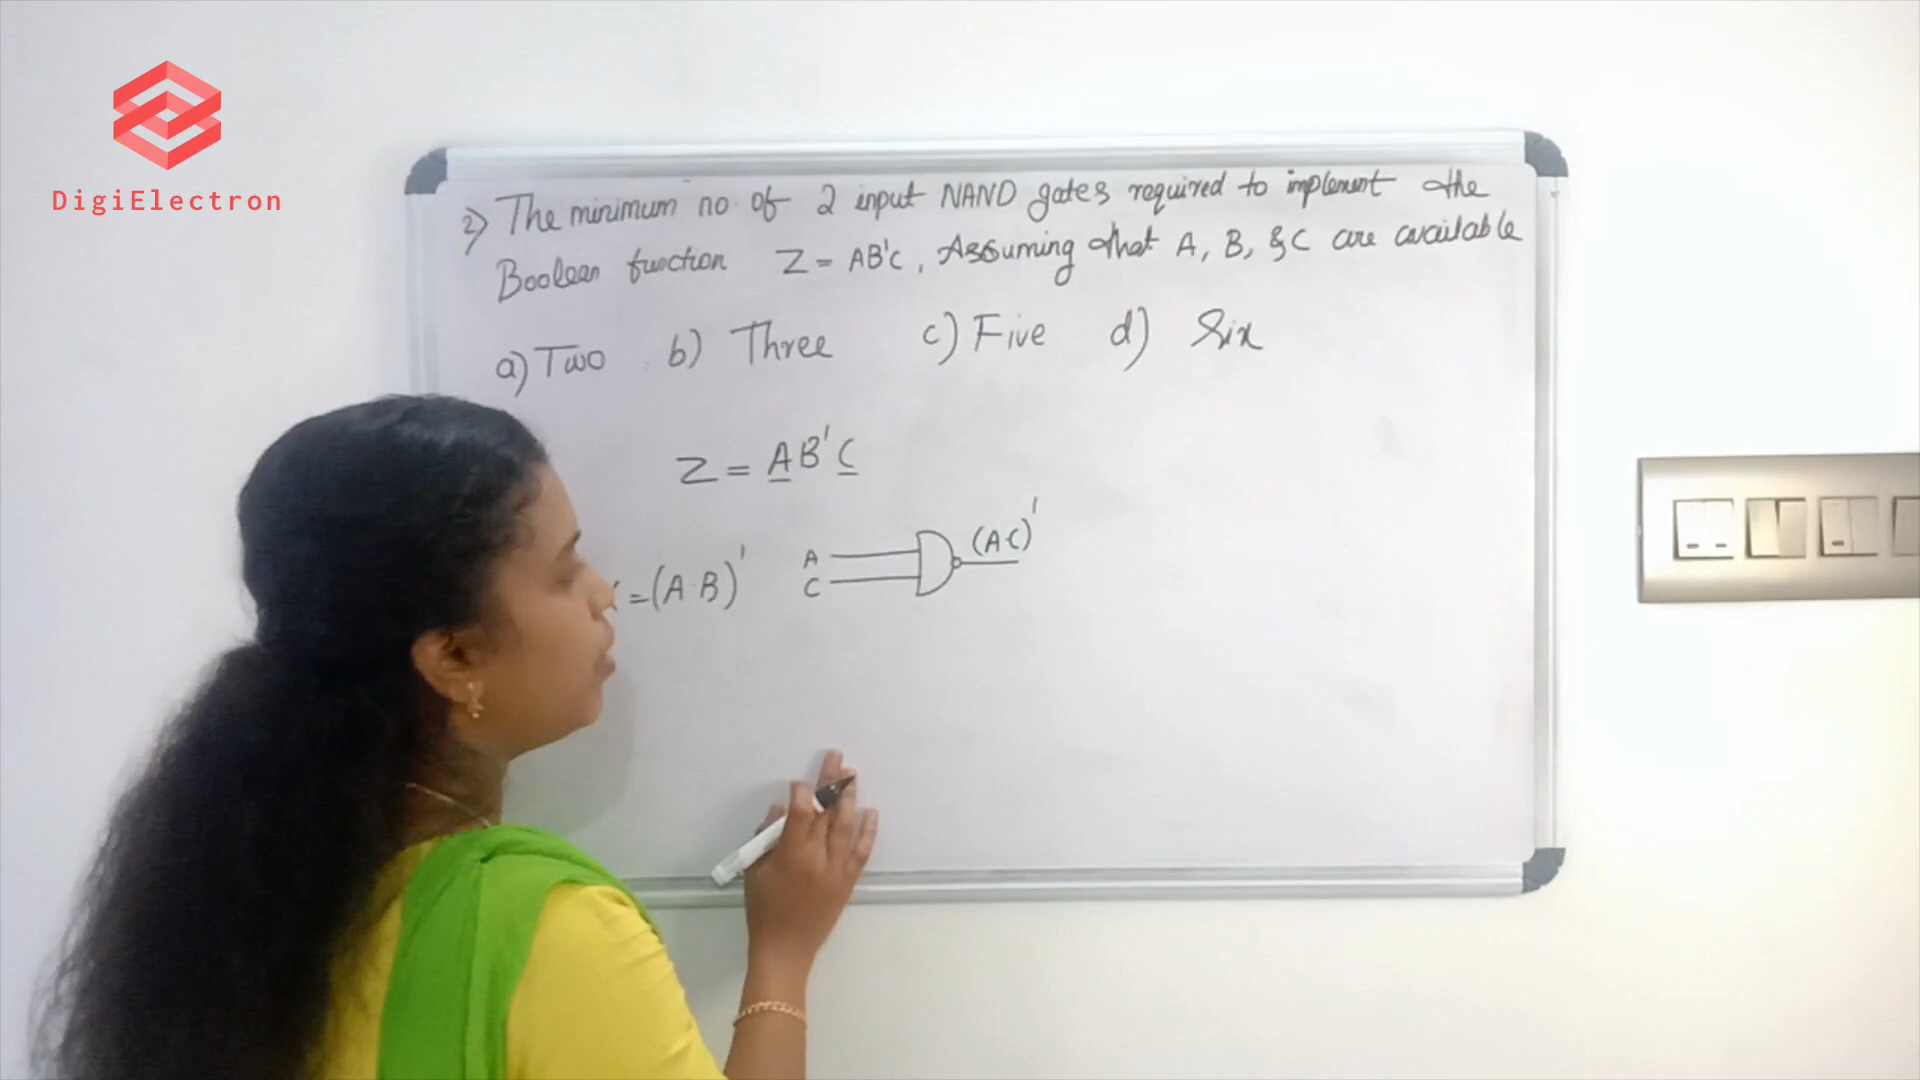 DigiElectron
2) The minimum no. of 2 input NAND gates required to implement the
Boolean function Z = AB'C, Assuming that A, B, & C are available
a) Two b) Three c) Five d) Six
Z = AB'C
= (A·B)'
A
C
(AC)'